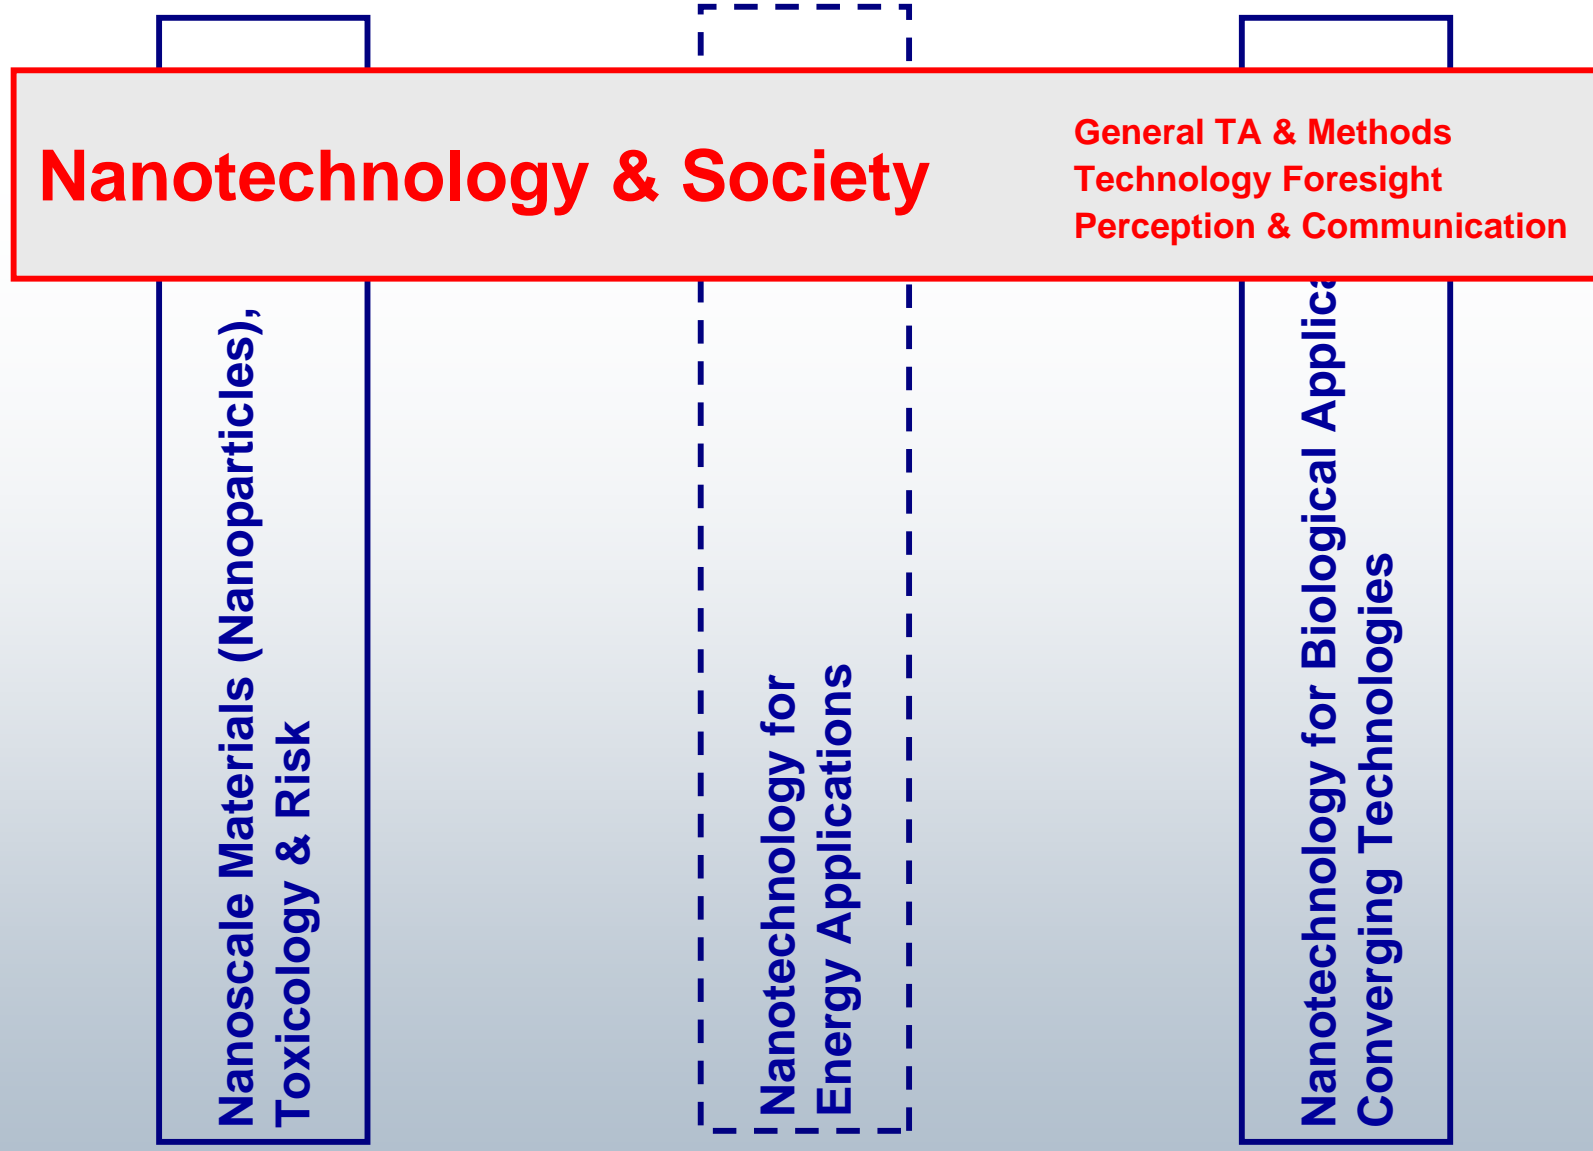 Nanotechnology & Society
General TA & Methods
Technology Foresight
Perception & Communication
Nanoscale Materials (Nanoparticles),
Toxicology & Risk
Nanotechnology for
Energy Applications
Nanotechnology for Biological
Converging Technologies